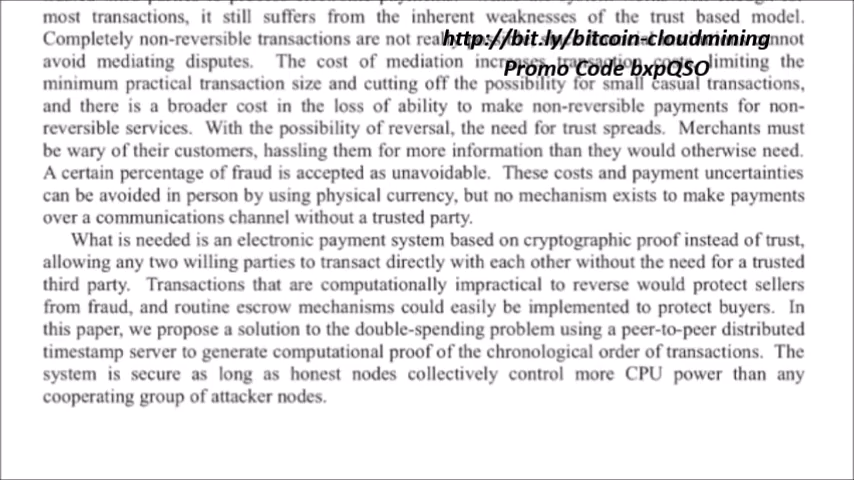 most transactions, it still suffers from the inherent weaknesses of the trust based model.
Completely non-reversible transactions are not
http://bit.ly/bitcoin-cloudmining
avoid mediating disputes. The cost of mediation increases transaction costs, limiting the
Promo Code bxpQSO
minimum practical transaction size and cutting off the possibility for small casual transactions,
and there is a broader cost in the loss of ability to make non-reversible payments for non-
reversible services. With the possibility of reversal, the need for trust spreads. Merchants must
be wary of their customers, hassling them for more information than they would otherwise need.
A certain percentage of fraud is accepted as unavoidable. These costs and payment uncertainties
can be avoided in person by using physical currency, but no mechanism exists to make payments
over a communications channel without a trusted party.
What is needed is an electronic payment system based on cryptographic proof instead of trust,
allowing any two willing parties to transact directly with each other without the need for a trusted
third party. Transactions that are computationally impractical to reverse would protect sellers
from fraud, and routine escrow mechanisms could easily be implemented to protect buyers. In
this paper, we propose a solution to the double-spending problem using a peer-to-peer distributed
timestamp server to generate computational proof of the chronological order of transactions. The
system is secure as long as honest nodes collectively control more CPU power than any
cooperating group of attacker nodes.